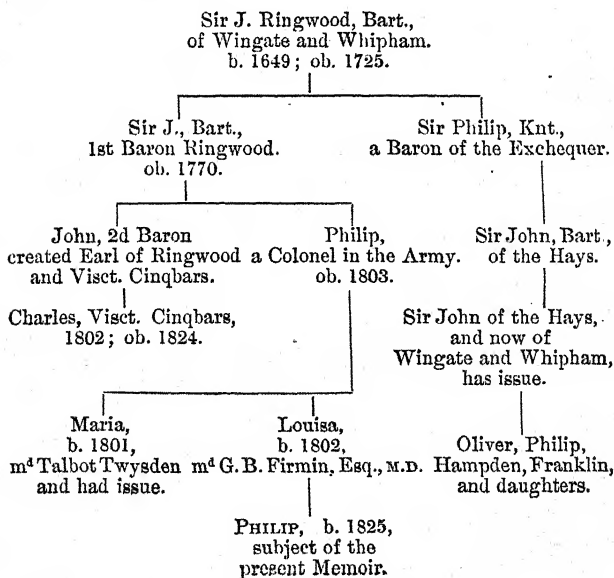 Sir J. Ringwood, Bart.,
of Wingate and Whipham.
b. 1649; ob. 1725.
Sir J., Bart.,
1st Baron Ringwood.
ob. 1770.
Sir Philip, Knt.,
a Baron of the Exchequer.
John, 2d Baron
created Earl of Ringwood
and Visct. Cinqbars.
Philip,
a Colonel in the Army.
ob. 1803.
Sir John, Bart.,
of the Hays.
Charles, Visct. Cinqbars,
1802; ob. 1824.
Sir John of the Hays,
and now of
Wingate and Whipham,
has issue.
Maria,
b. 1801,
mᵈ Talbot Twysden
and had issue.
Louisa,
b. 1802,
mᵈ G. B. Firmin, Esq., M.D.
Oliver, Philip,
Hampden, Franklin,
and daughters.
PHILIP, b. 1825,
subject of the
present Memoir.